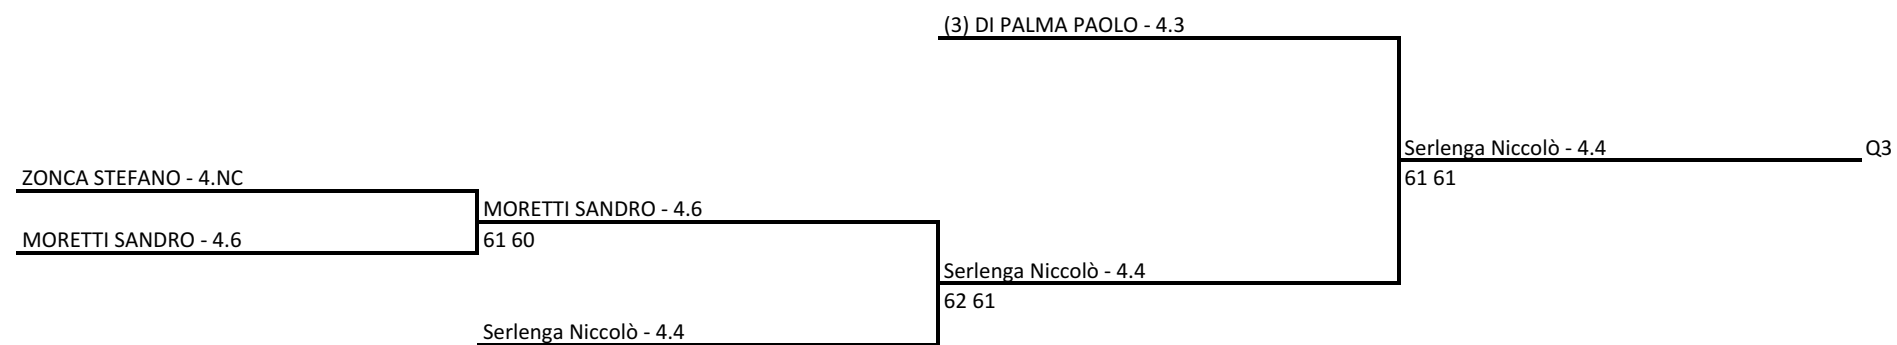 (3) DI PALMA PAOLO - 4.3
Serlenga Niccolò - 4.4
Q3
ZONCA STEFANO - 4.NC
61 61
MORETTI SANDRO - 4.6
MORETTI SANDRO - 4.6
61 60
Serlenga Niccolò - 4.4
62 61
Serlenga Niccolò - 4.4